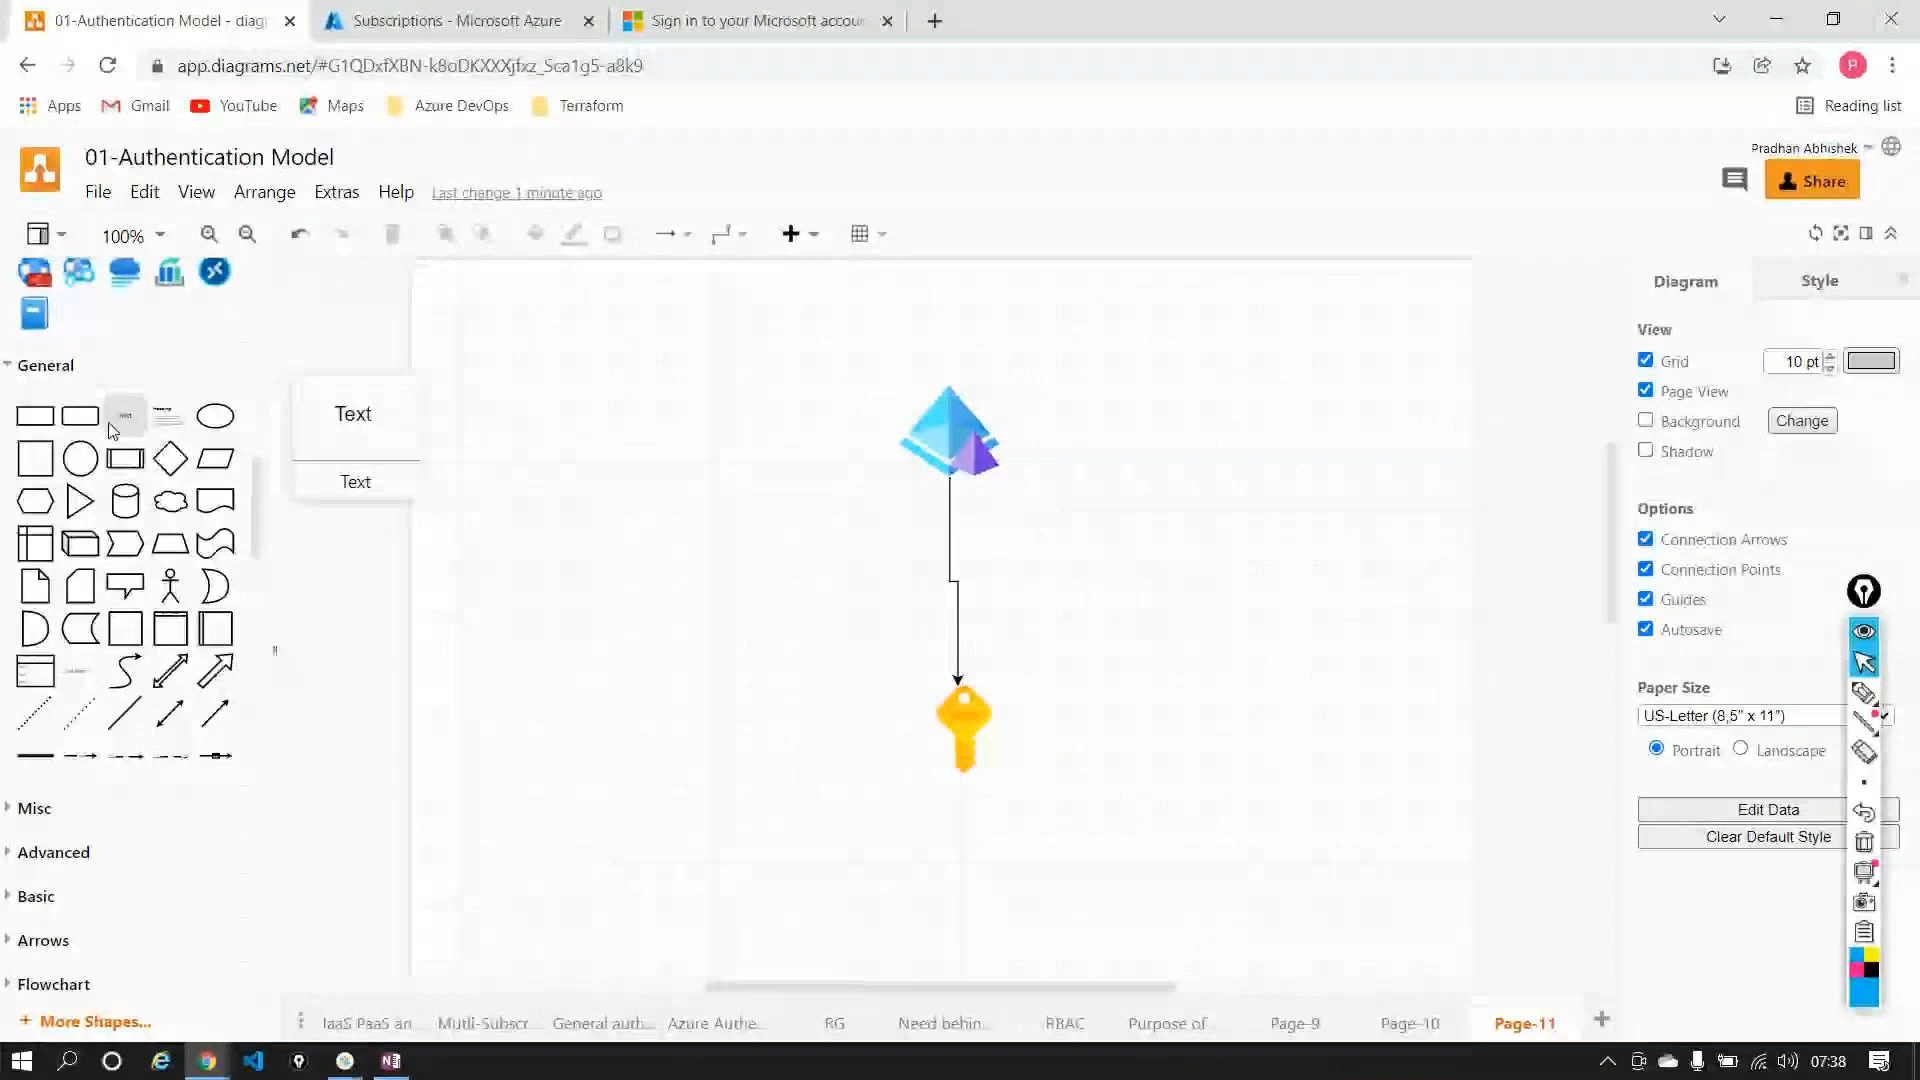 01-Authentication Model - diag
Subscriptions - Microsoft Azure
Sign in to your Microsoft accou
app.diagrams.net/#G1QDxfXBN-k8oDKXXXjfxz_Sca1g5-a8k9
P
Apps
Gmail
YouTube
Maps
Azure DevOps
Terraform
Reading list
01-Authentication Model
Pradhan Abhishek
File
Edit
View
Arrange
Extras
Help
Last change 1 minute ago
Share
100%
Diagram
Style
View
General
Grid
10 pt
Text
Page View
Text
Background
Change
Shadow
Text
Options
Connection Arrows
Connection Points
Guides
Autosave
Paper Size
US-Letter (8,5" x 11")
Portrait
Landscape
Misc
Edit Data
Clear Default Style
Advanced
Basic
Arrows
Flowchart
+ More Shapes...
IaaS PaaS an
Mutli-Subscr...
General auth...
Azure Authe...
RG
Need behin...
RBAC
Purpose of
Page-9
Page-10
Page-11
07:38